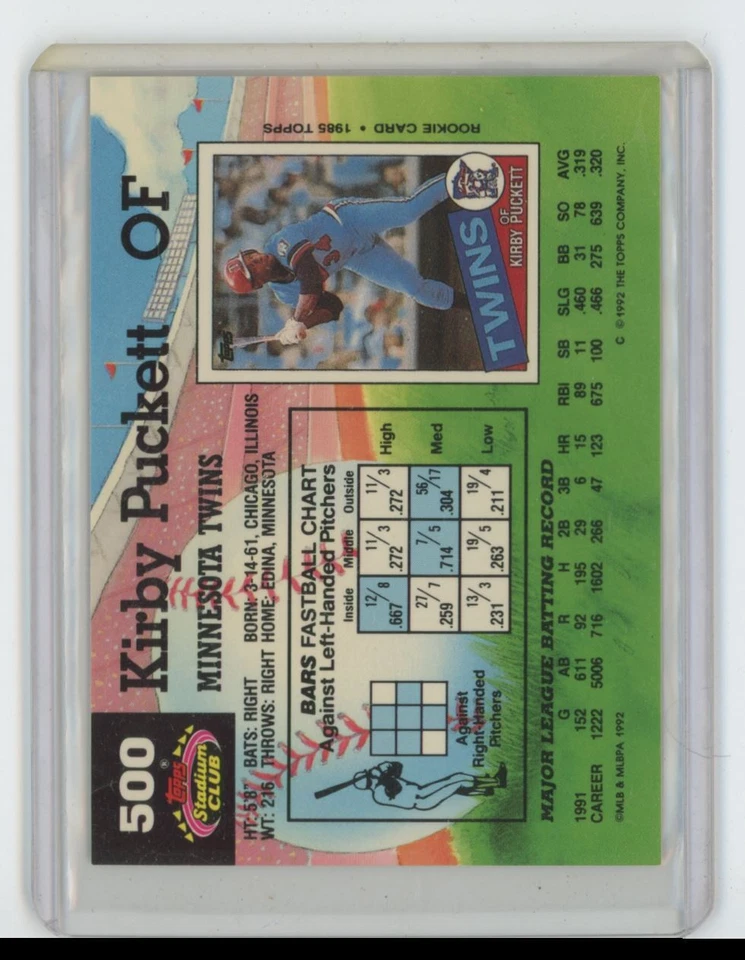 500
TOPPS®
Stadium
CLUB
Kirby Puckett OF
MINNESOTA TWINS
HT: 5'8" BATS: RIGHT BORN: 3-14-61, CHICAGO, ILLINOIS
WT: 216 THROWS: RIGHT HOME: EDINA, MINNESOTA
BARS FASTBALL CHART
Against Left-Handed Pitchers
Inside Middle Outside
12/8 11/3 11/3
.667 .272 .272 High
27/7 7/5 56/17
.259 .714 .304 Med
13/3 19/5 19/4
.231 .263 .211 Low
Against
Right-Handed
Pitchers
ROOKIE CARD • 1985 TOPPS
TOPPS
TWINS
OF
KIRBY PUCKETT
MAJOR LEAGUE BATTING RECORD
G AB R H 2B 3B HR RBI SB SLG BB SO AVG
1991 152 611 92 195 29 6 15 89 11 .460 31 78 .319
CAREER 1222 5006 716 1602 266 47 123 675 100 .466 275 639 .320
©MLB & MLBPA 1992 C ©1992 THE TOPPS COMPANY, INC.